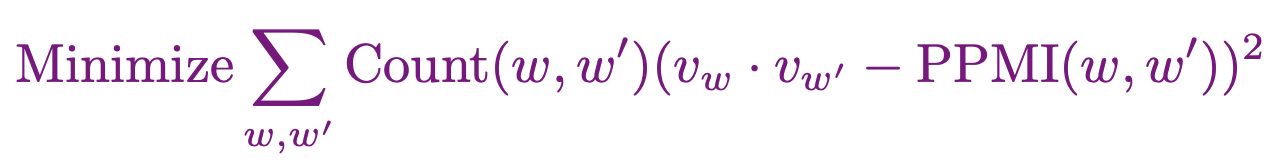 Minimize ∑_{w,w′} Count(w, w′)(v_w · v_{w′} − PPMI(w, w′))²